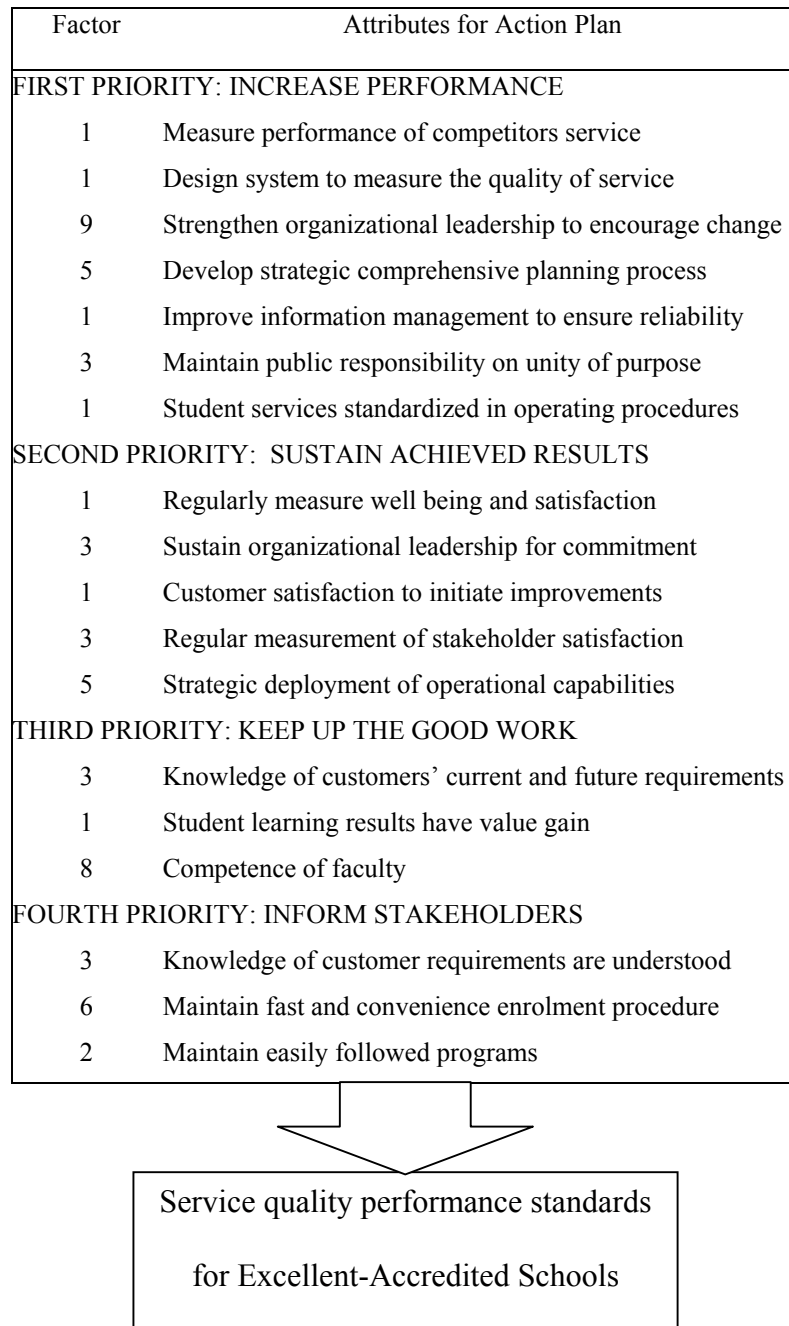 Factor Attributes for Action Plan
FIRST PRIORITY: INCREASE PERFORMANCE
1 Measure performance of competitors service
1 Design system to measure the quality of service
9 Strengthen organizational leadership to encourage change
5 Develop strategic comprehensive planning process
1 Improve information management to ensure reliability
3 Maintain public responsibility on unity of purpose
1 Student services standardized in operating procedures
SECOND PRIORITY: SUSTAIN ACHIEVED RESULTS
1 Regularly measure well being and satisfaction
3 Sustain organizational leadership for commitment
1 Customer satisfaction to initiate improvements
3 Regular measurement of stakeholder satisfaction
5 Strategic deployment of operational capabilities
THIRD PRIORITY: KEEP UP THE GOOD WORK
3 Knowledge of customers’ current and future requirements
1 Student learning results have value gain
8 Competence of faculty
FOURTH PRIORITY: INFORM STAKEHOLDERS
3 Knowledge of customer requirements are understood
6 Maintain fast and convenience enrolment procedure
2 Maintain easily followed programs
Service quality performance standards
for Excellent-Accredited Schools